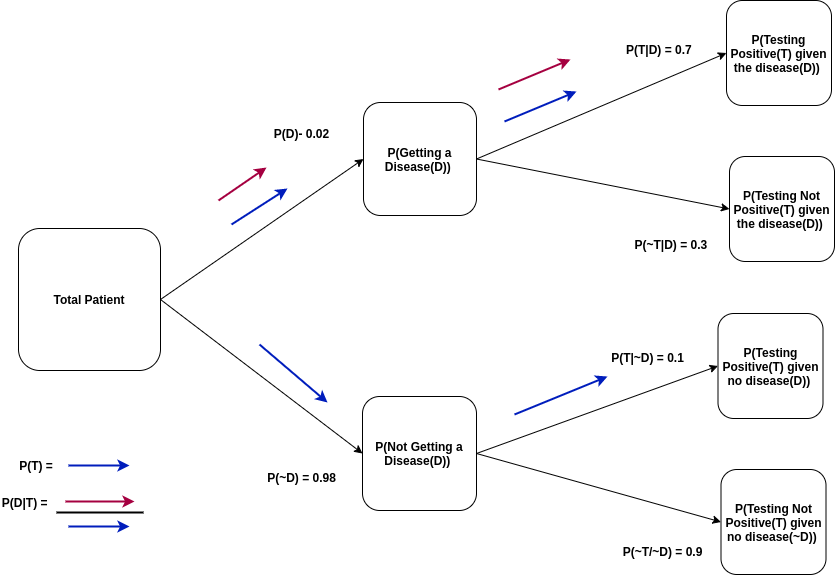 P(Testing
Positive(T) given
the disease(D))
P(T|D) = 0.7
P(D)- 0.02
P(Getting a
Disease(D))
P(Testing Not
Positive(T) given
the disease(D))
P(~T|D) = 0.3
Total Patient
P(T|~D) = 0.1
P(Testing
Positive(T) given
no disease(D))
P(Not Getting a
Disease(D))
P(~D) = 0.98
P(T) =
P(D|T) =
P(Testing Not
Positive(T) given
no disease(~D))
P(~T/~D) = 0.9